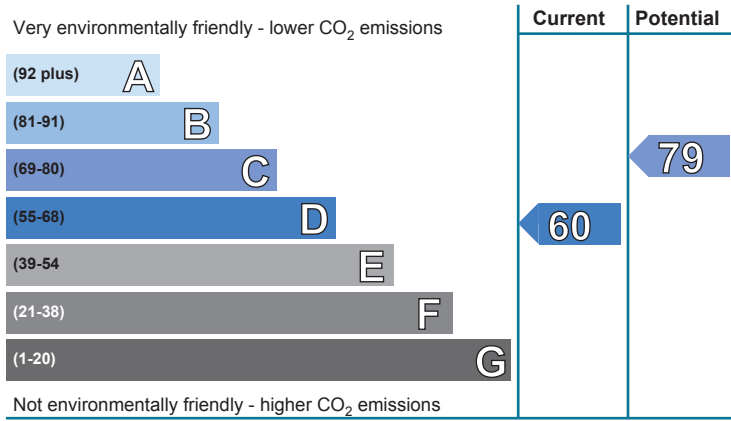 Very environmentally friendly - lower CO₂ emissions
Current
Potential
(92 plus) A
(81-91) B
(69-80) C
79
(55-68) D
60
(39-54 E
(21-38) F
(1-20) G
Not environmentally friendly - higher CO₂ emissions